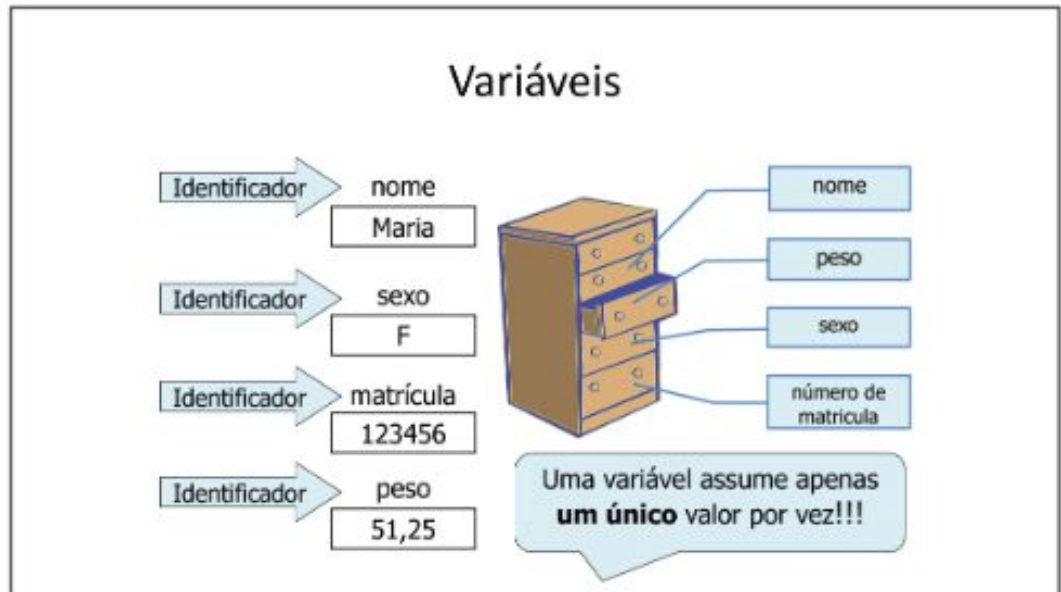 Variáveis
Identificador
nome
Maria
Identificador
sexo
F
Identificador
matrícula
123456
Identificador
peso
51,25
nome
peso
sexo
número de
matricula
Uma variável assume apenas
um único valor por vez!!!